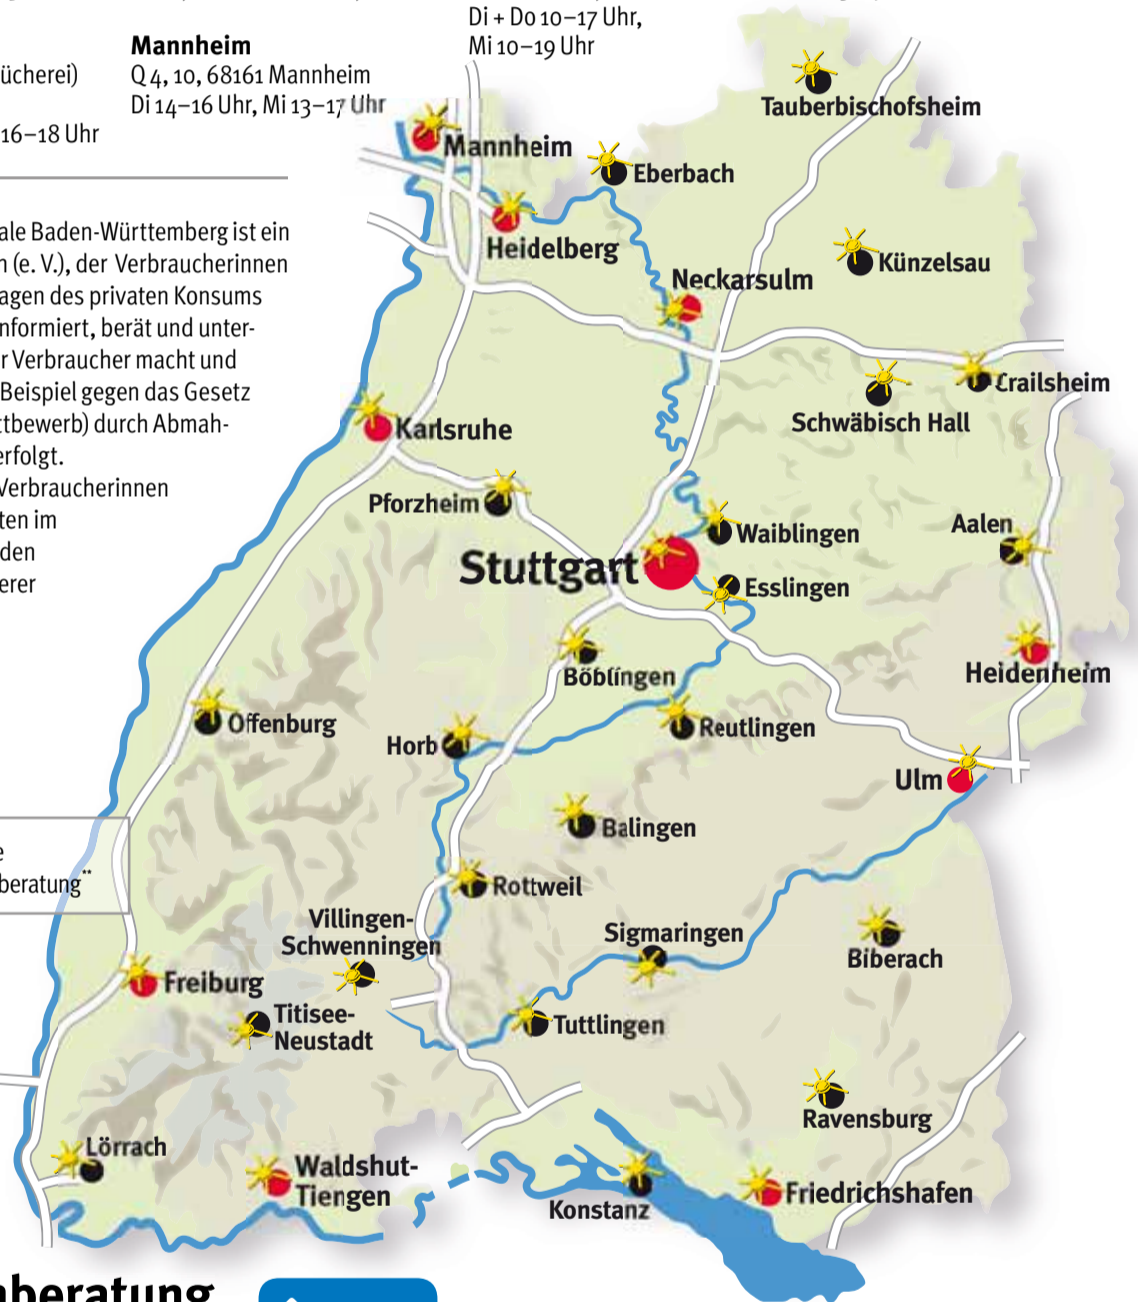 Di + Do 10–17 Uhr,
Mi 10–19 Uhr
Mannheim
Q 4, 10, 68161 Mannheim
Di 14–16 Uhr, Mi 13–17 Uhr
ücherei)
16–18 Uhr
ale Baden-Württemberg ist ein
n (e. V.), der Verbraucherinnen
agen des privaten Konsums
nformiert, berät und unter-
r Verbraucher macht und
Beispiel gegen das Gesetz
ttbewerb) durch Abmah-
erfolgt.
Verbraucherinnen
ten im
den
erer
e
beratung**
Tauberbischofsheim
Mannheim
Eberbach
Heidelberg
Künzelsau
Neckarsulm
Crailsheim
Schwäbisch Hall
Karlsruhe
Pforzheim
Waiblingen
Aalen
Stuttgart
Esslingen
Böblingen
Heidenheim
Offenburg
Horb
Reutlingen
Ulm
Balingen
Rottweil
Villingen-
Schwenningen
Sigmaringen
Biberach
Freiburg
Titisee-
Neustadt
Tuttlingen
Ravensburg
Lörrach
Waldshut-
Tiengen
Konstanz
Friedrichshafen
nberatung